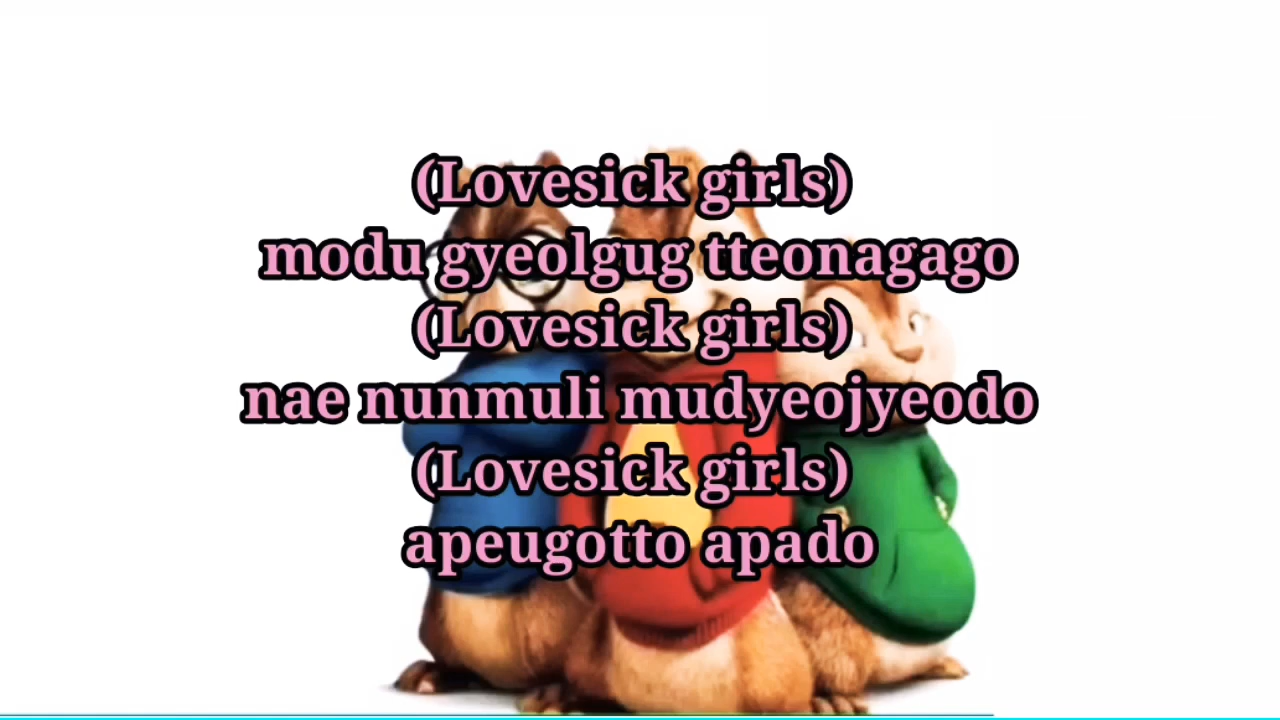 (Lovesick girls)
modu gyeolgug tteonagago
(Lovesick girls)
nae nunmuli mudyeojyeodo
(Lovesick girls)
apeugotto apado